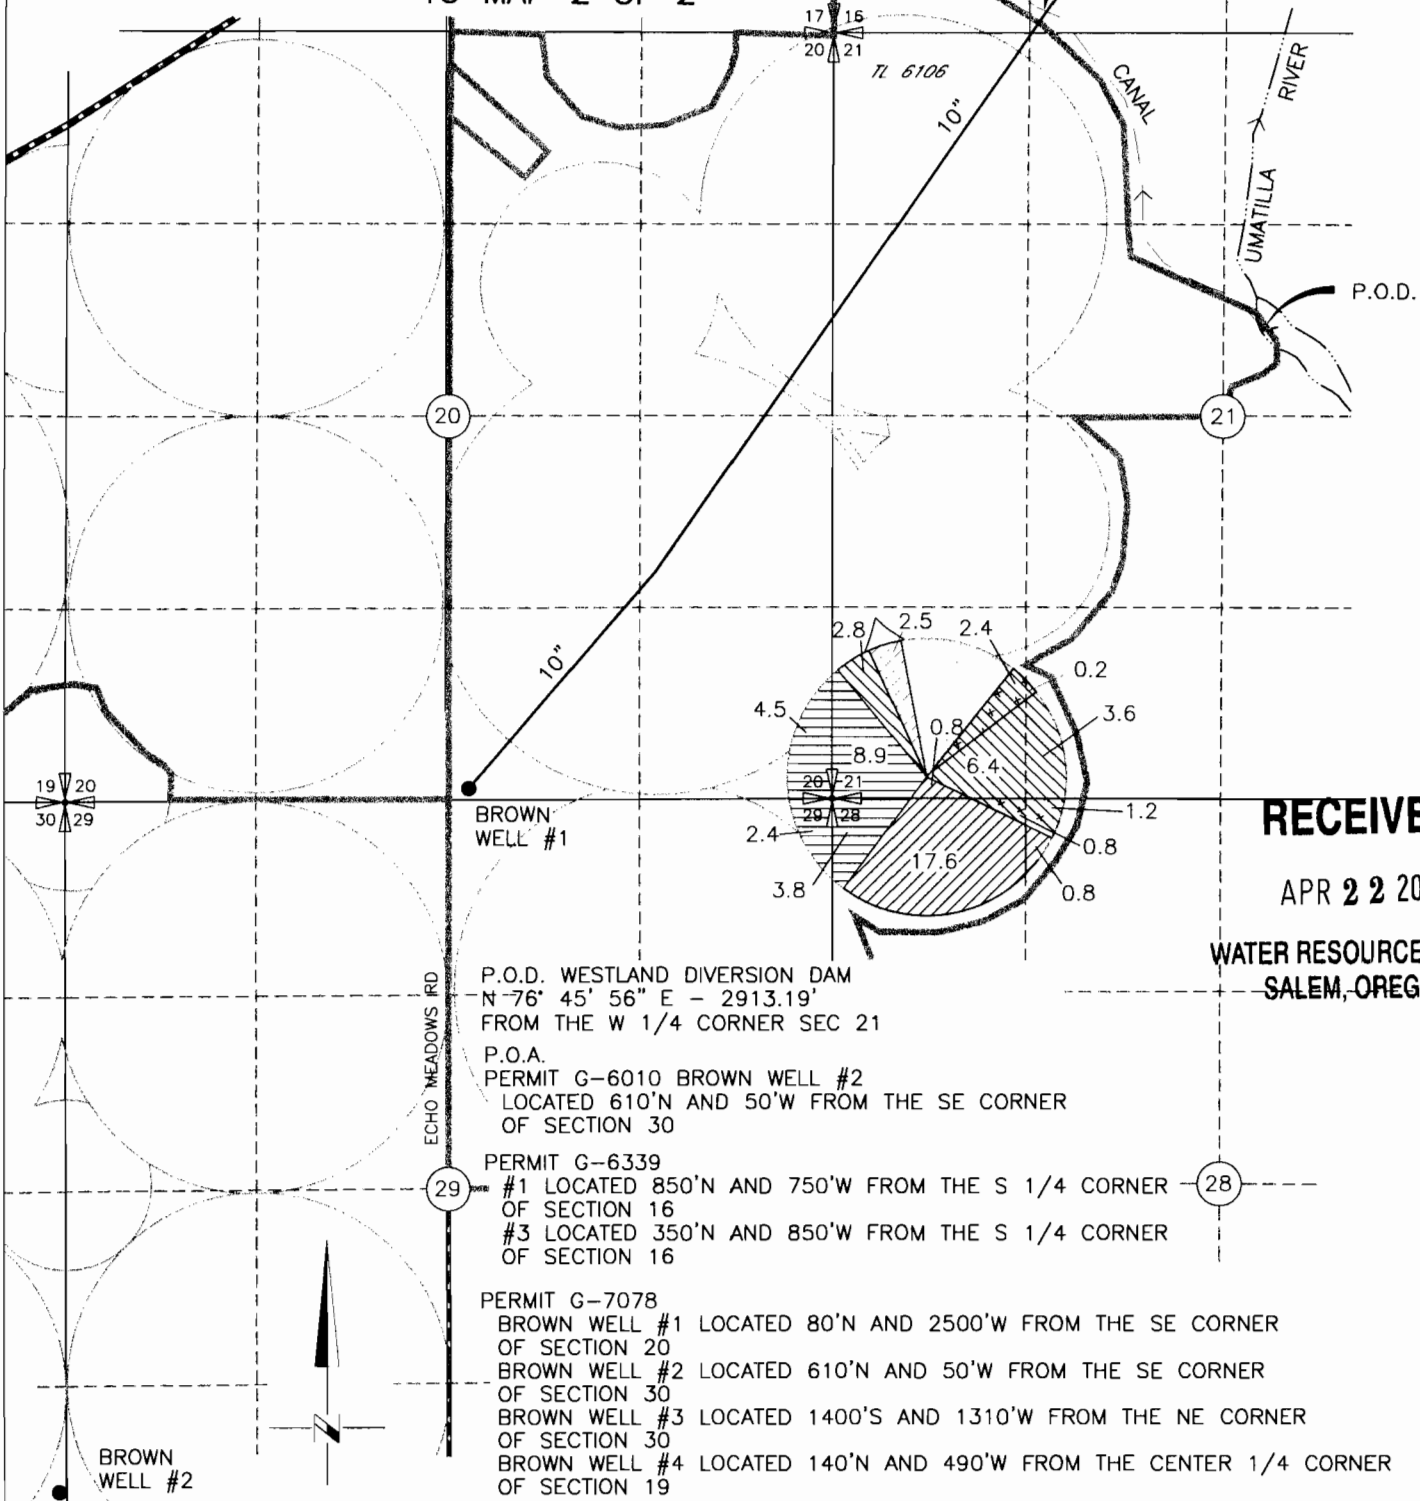 TO MAP 2 OF 2
17 16
20 21
TL 6106
10"
CANAL
UMATILLA RIVER
P.O.D.
20
21
10"
2.8
2.5
2.4
0.2
4.5
3.6
0.8
8.9
6.4
19 20
30 29
20 21
29 28
BROWN
WELL #1
2.4
1.2
0.8
17.6
3.8
0.8
RECEIVE
APR 22 20
WATER RESOURCE
SALEM, OREG
P.O.D. WESTLAND DIVERSION DAM
N 76° 45' 56" E - 2913.19'
FROM THE W 1/4 CORNER SEC 21
ECHO MEADOWS RD
P.O.A.
PERMIT G-6010 BROWN WELL #2
LOCATED 610'N AND 50'W FROM THE SE CORNER
OF SECTION 30
PERMIT G-6339
29
#1 LOCATED 850'N AND 750'W FROM THE S 1/4 CORNER
28
OF SECTION 16
#3 LOCATED 350'N AND 850'W FROM THE S 1/4 CORNER
OF SECTION 16
PERMIT G-7078
BROWN WELL #1 LOCATED 80'N AND 2500'W FROM THE SE CORNER
OF SECTION 20
BROWN WELL #2 LOCATED 610'N AND 50'W FROM THE SE CORNER
OF SECTION 30
BROWN WELL #3 LOCATED 1400'S AND 1310'W FROM THE NE CORNER
OF SECTION 30
BROWN WELL #4 LOCATED 140'N AND 490'W FROM THE CENTER 1/4 CORNER
OF SECTION 19
N
BROWN
WELL #2